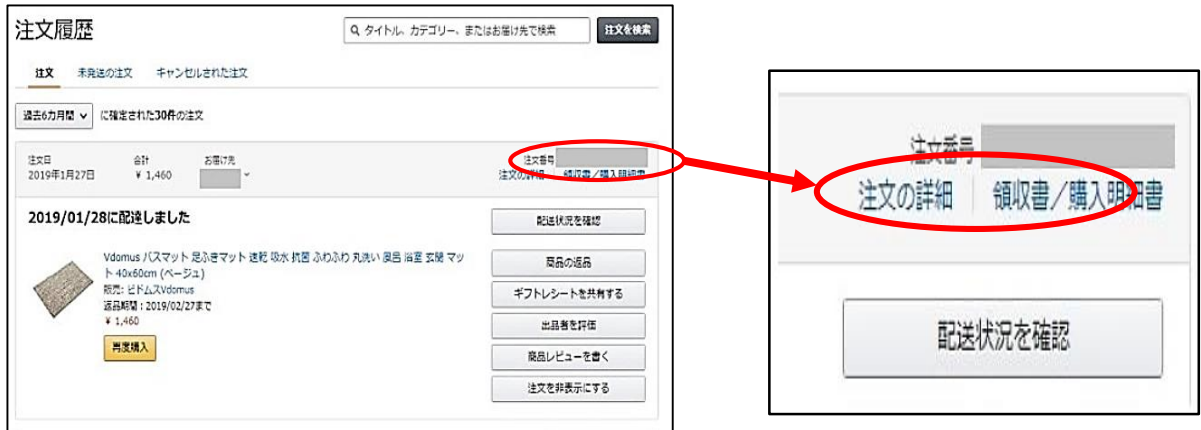 注文履歴
タイトル、カテゴリー、またはお届け先で検索
注文を検索
注文 未発送の注文 キャンセルされた注文
過去6カ月間 に確定された30件の注文
注文日 合計 お届け先 注文番号
2019年1月27日 ¥ 1,460 注文の詳細 領収書/購入明細書
2019/01/28に配達しました
配送状況を確認
Vdomus バスマット 足ふきマット 速乾 吸水 抗菌 ふわふわ 丸洗い 風呂 浴室 玄関 マッ
ト 40x60cm (ベージュ)
販売: ビドムスVdomus
返品期間:2019/02/27まで
¥ 1,460
再度購入
商品の返品
ギフトレシートを共有する
出品者を評価
商品レビューを書く
注文を非表示にする
注文番号
注文の詳細 領収書/購入明細書
配送状況を確認